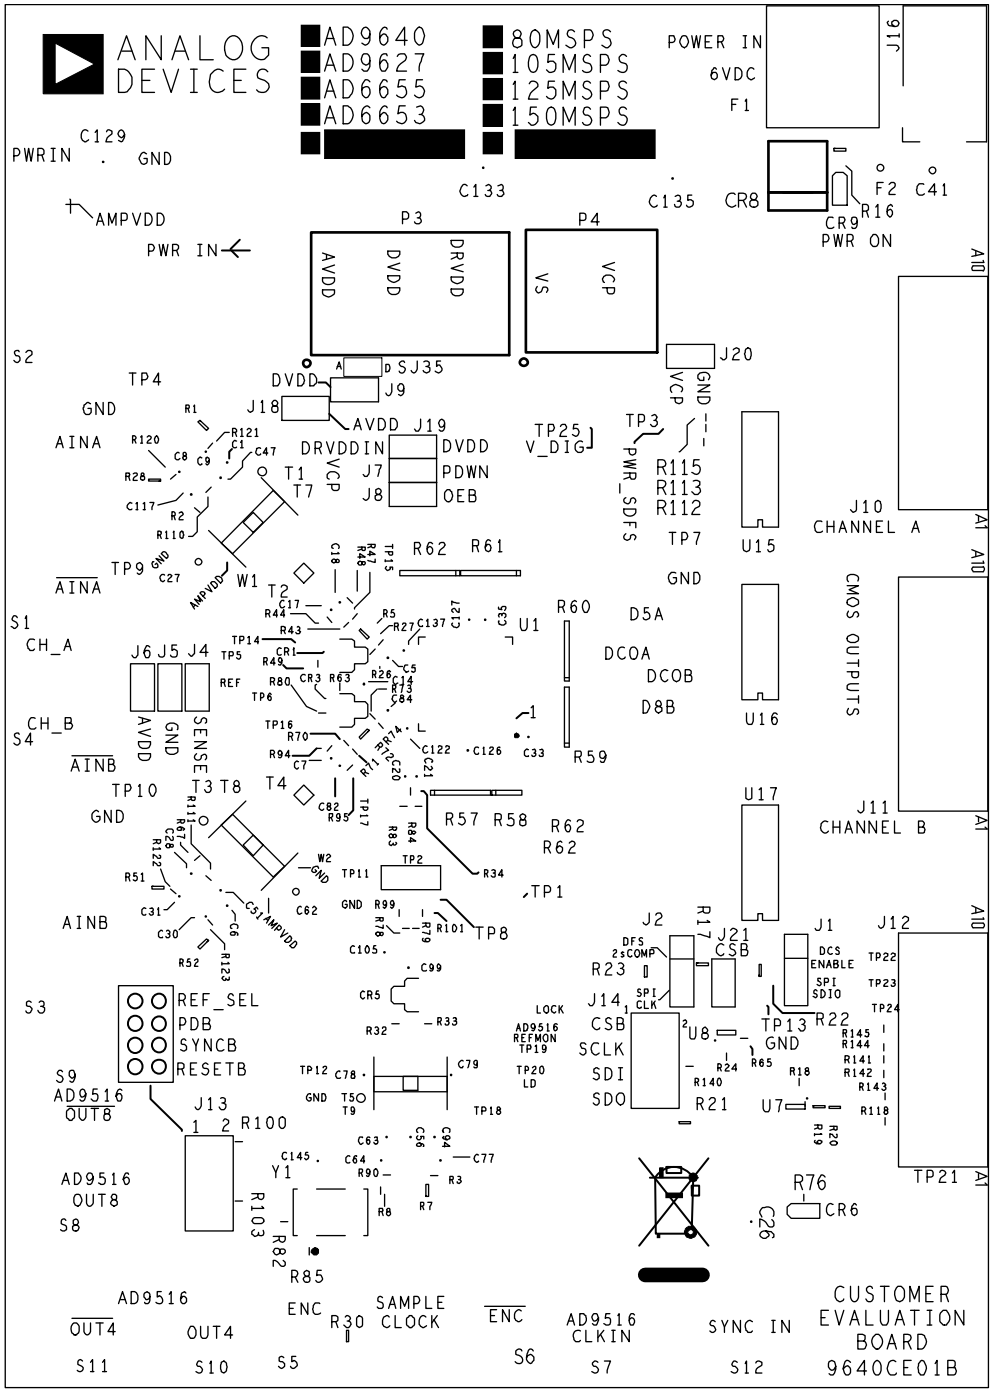 ANALOG
DEVICES
AD9640
AD9627
AD6655
AD6653
80MSPS
105MSPS
125MSPS
150MSPS
POWER IN
6VDC
F1
J16
C129
PWRIN
GND
C133
C135
CR8
CR9
R16
F2
C41
PWR ON
AMPVDD
PWR IN
P3
AVDD
DVDD
DRVDD
P4
VS
VCP
A10
S2
A
D
SJ35
DVDD
J9
J18
AVDD
J20
VCP
GND
TP4
GND
R1
AINA
R120
R121
C1
C8
C9
C47
R28
T1
T7
C117
R2
R110
DRVDDIN
J19
DVDD
VCP
J7
PDWN
J8
OEB
TP25
V_DIG
TP3
PWR_SDFS
R115
R113
R112
TP7
GND
U15
J10
CHANNEL A
A1
TP9
GND
C27
AMPVDD
W1
AINA
T2
C18
R48
R47
TP15
R62
R61
A10
S1
CH_A
C17
R44
R43
R5
R27
C137
C127
C35
U1
R60
D5A
DCOA
DCOB
D8B
CMOS OUTPUTS
TP14
TP5
CR1
R49
R80
CR3
R63
R26
C5
C14
R73
C84
TP6
J6
J5
J4
REF
AVDD
GND
SENSE
CH_B
S4
TP16
R70
R94
C7
R74
R72
R71
C20
C21
C122
C126
C33
1
R59
U16
AINB
TP10
GND
T3
T8
T4
C82
R95
TP17
R83
R84
R57
R58
R62
R62
U17
J11
CHANNEL B
A1
R111
R67
C28
R122
R51
C31
C30
R52
R123
C6
C51
AMPVDD
C62
W2
GND
AINB
TP2
TP11
R34
GND
R99
R78
R79
R101
TP8
TP1
C105
C99
CR5
R32
R33
J2
DFS
2sCOMP
R17
J21
CSB
R23
SPI
CLK
J1
DCS
ENABLE
SPI
SDIO
J12
A10
TP22
TP23
TP24
S3
REF_SEL
PDB
SYNCB
RESETB
LOCK
AD9516
REFMON
TP19
TP20
LD
J14
1
2
CSB
SCLK
SDI
SDO
U8
R24
R65
R140
R21
TP13
GND
R22
R145
R144
R141
R142
R143
R118
R18
U7
R19
R20
S9
AD9516
OUT8
J13
1
2
R100
TP12
C78
C79
GND
T5
T9
TP18
C63
C56
C94
C145
C64
C77
R90
R3
R8
R7
Y1
AD9516
OUT8
S8
R103
R82
R85
TP21
A1
R76
CR6
C26
AD9516
OUT4
OUT4
S11
S10
ENC
S5
R30
SAMPLE
CLOCK
ENC
S6
AD9516
CLKIN
S7
SYNC IN
S12
CUSTOMER
EVALUATION
BOARD
9640CE01B